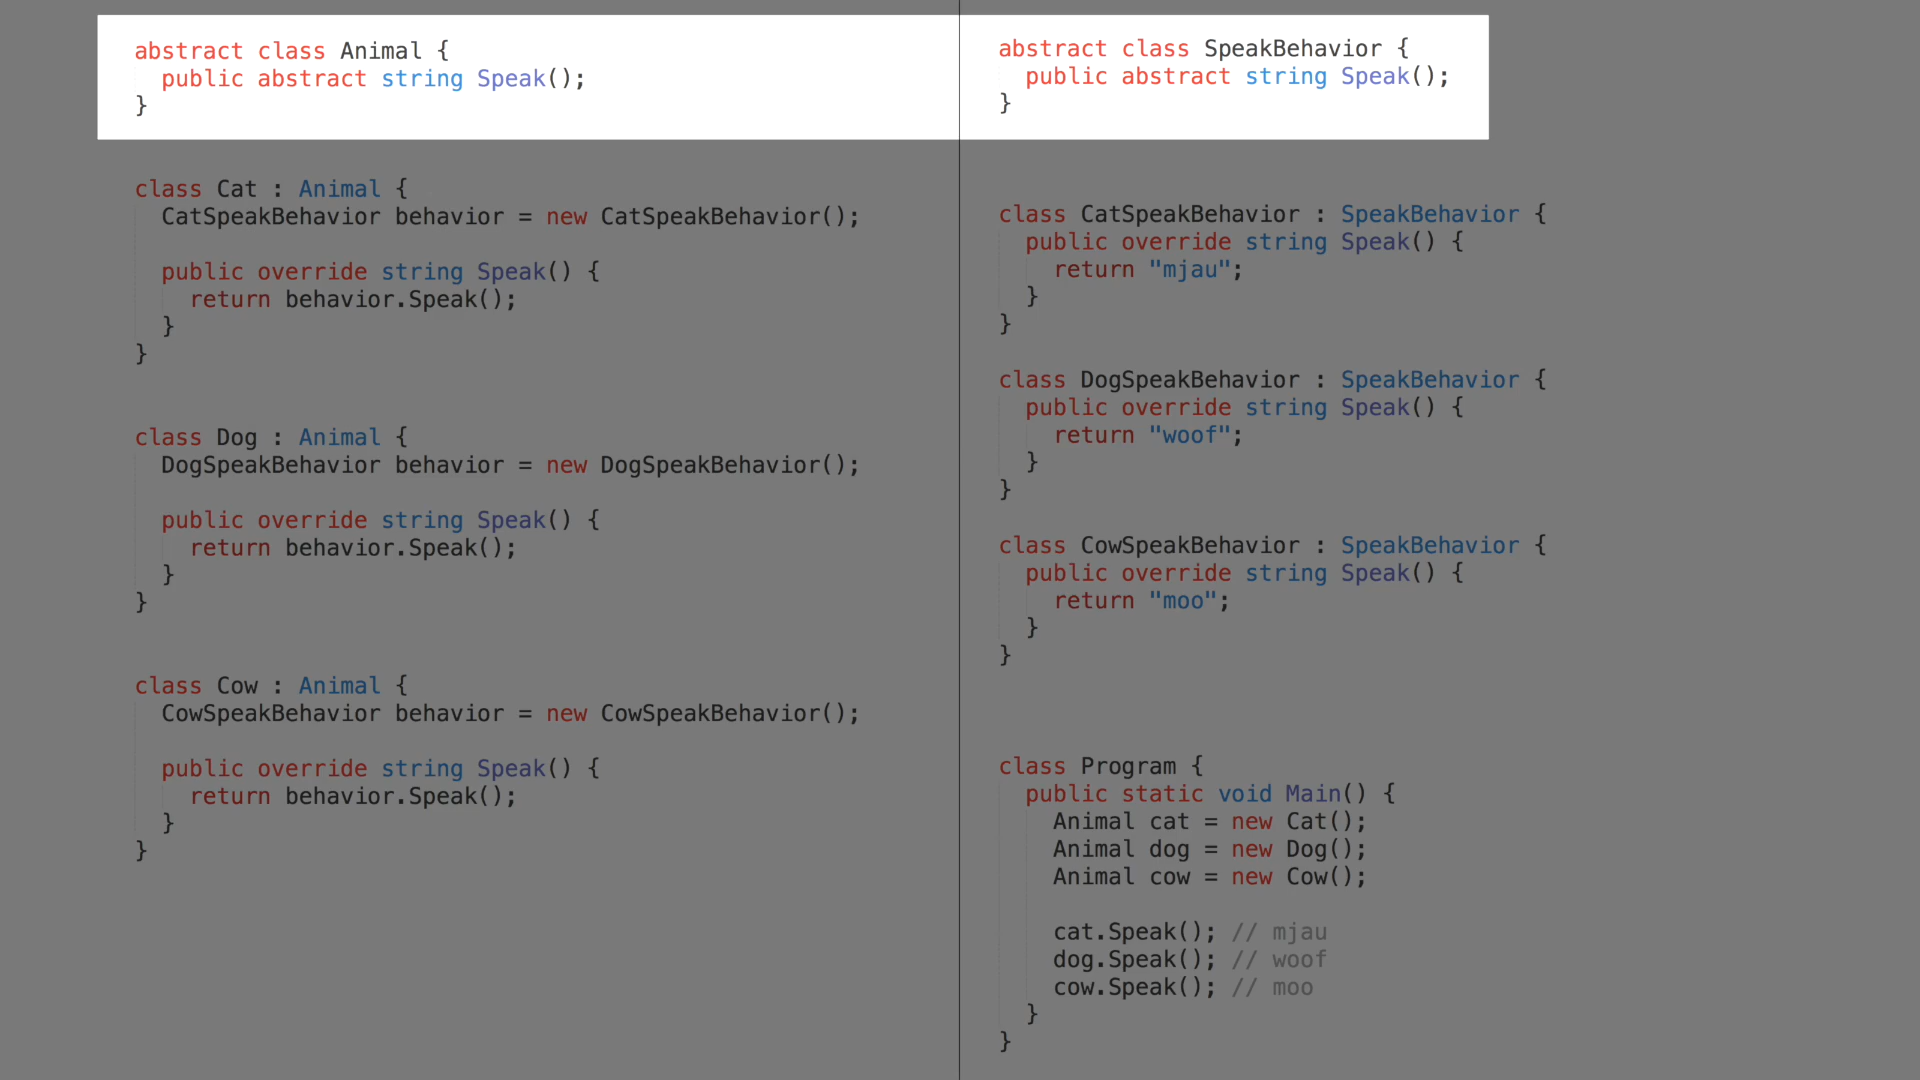 abstract class Animal {
  public abstract string Speak();
}
class Cat : Animal {
  CatSpeakBehavior behavior = new CatSpeakBehavior();
  public override string Speak() {
    return behavior.Speak();
  }
}
class Dog : Animal {
  DogSpeakBehavior behavior = new DogSpeakBehavior();
  public override string Speak() {
    return behavior.Speak();
  }
}
class Cow : Animal {
  CowSpeakBehavior behavior = new CowSpeakBehavior();
  public override string Speak() {
    return behavior.Speak();
  }
}
abstract class SpeakBehavior {
  public abstract string Speak();
}
class CatSpeakBehavior : SpeakBehavior {
  public override string Speak() {
    return "mjau";
  }
}
class DogSpeakBehavior : SpeakBehavior {
  public override string Speak() {
    return "woof";
  }
}
class CowSpeakBehavior : SpeakBehavior {
  public override string Speak() {
    return "moo";
  }
}
class Program {
  public static void Main() {
    Animal cat = new Cat();
    Animal dog = new Dog();
    Animal cow = new Cow();
    cat.Speak(); // mjau
    dog.Speak(); // woof
    cow.Speak(); // moo
  }
}